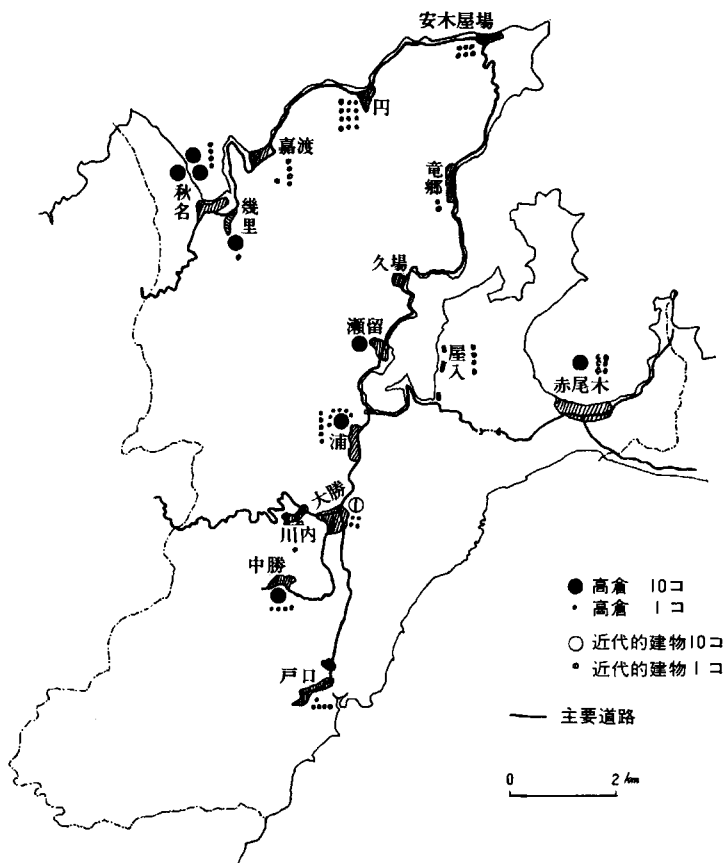 安木屋場
円
嘉渡
秋名
幾里
竜郷
久場
瀬留
屋入
赤尾木
浦
大勝
①
川内
中勝
戸口
高倉 10コ
高倉 1コ
近代的建物10コ
近代的建物1コ
主要道路
0 2km